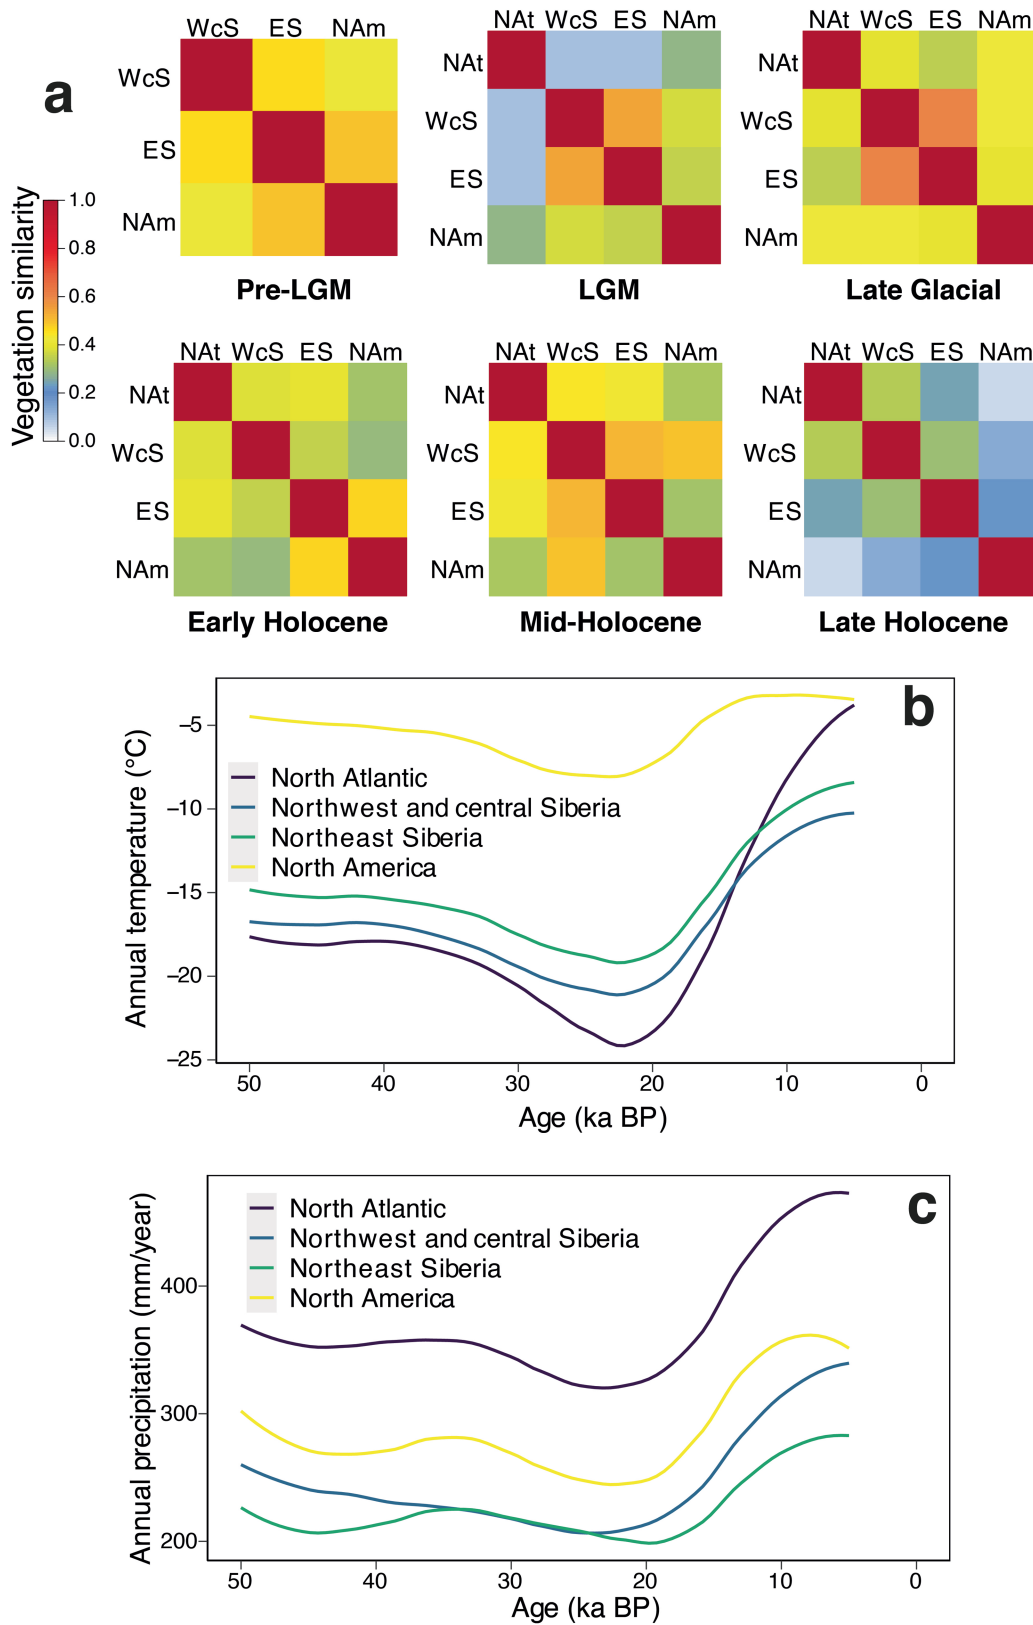 a
WcS ES NAm
WcS
ES
NAm
Pre-LGM
NAt WcS ES NAm
NAt
WcS
ES
NAm
LGM
NAt WcS ES NAm
NAt
WcS
ES
NAm
Late Glacial
Vegetation similarity
1.0
0.8
0.6
0.4
0.2
0.0
NAt WcS ES NAm
NAt
WcS
ES
NAm
Early Holocene
NAt WcS ES NAm
NAt
WcS
ES
NAm
Mid-Holocene
NAt WcS ES NAm
NAt
WcS
ES
NAm
Late Holocene
b
Annual temperature (°C)
−5
−10
−15
−20
−25
North Atlantic
Northwest and central Siberia
Northeast Siberia
North America
50 40 30 20 10 0
Age (ka BP)
c
Annual precipitation (mm/year)
400
300
200
North Atlantic
Northwest and central Siberia
Northeast Siberia
North America
50 40 30 20 10 0
Age (ka BP)